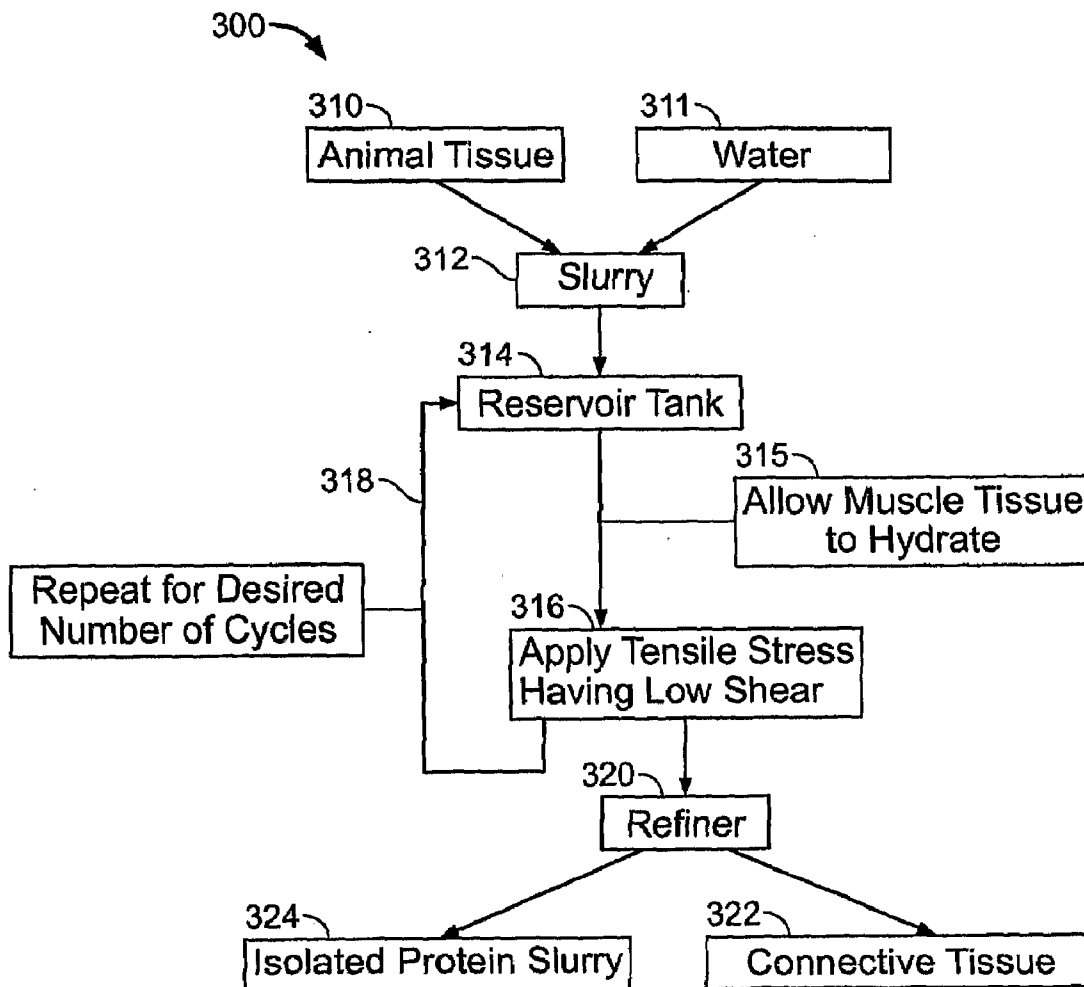 300
310
311
Animal Tissue
Water
312
Slurry
314
Reservoir Tank
318
315
Allow Muscle Tissue
to Hydrate
Repeat for Desired
Number of Cycles
316
Apply Tensile Stress
Having Low Shear
320
Refiner
324
322
Isolated Protein Slurry
Connective Tissue